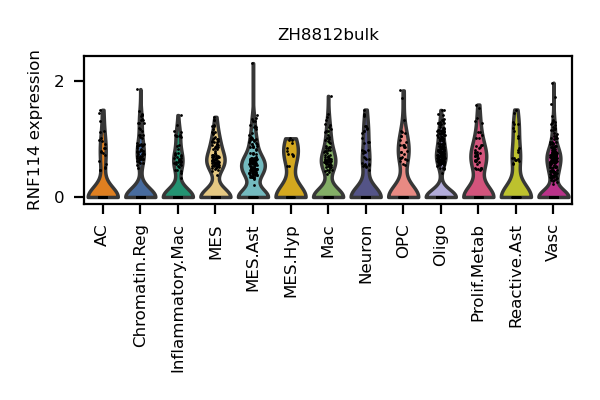 ZH8812bulk
RNF114 expression
2
0
AC
Chromatin.Reg
Inflammatory.Mac
MES
MES.Ast
MES.Hyp
Mac
Neuron
OPC
Oligo
Prolif.Metab
Reactive.Ast
Vasc